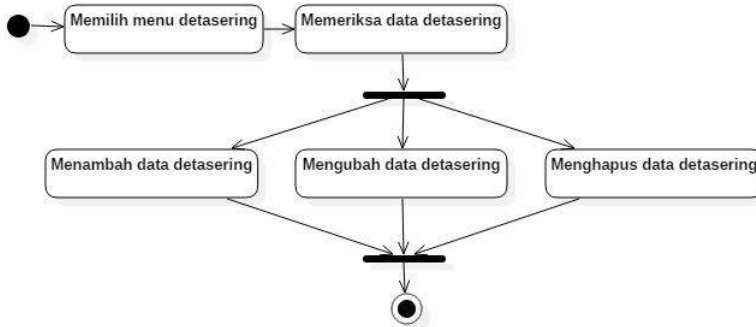 Memilih menu detasering
Memeriksa data detasering
Menambah data detasering
Mengubah data detasering
Menghapus data detasering